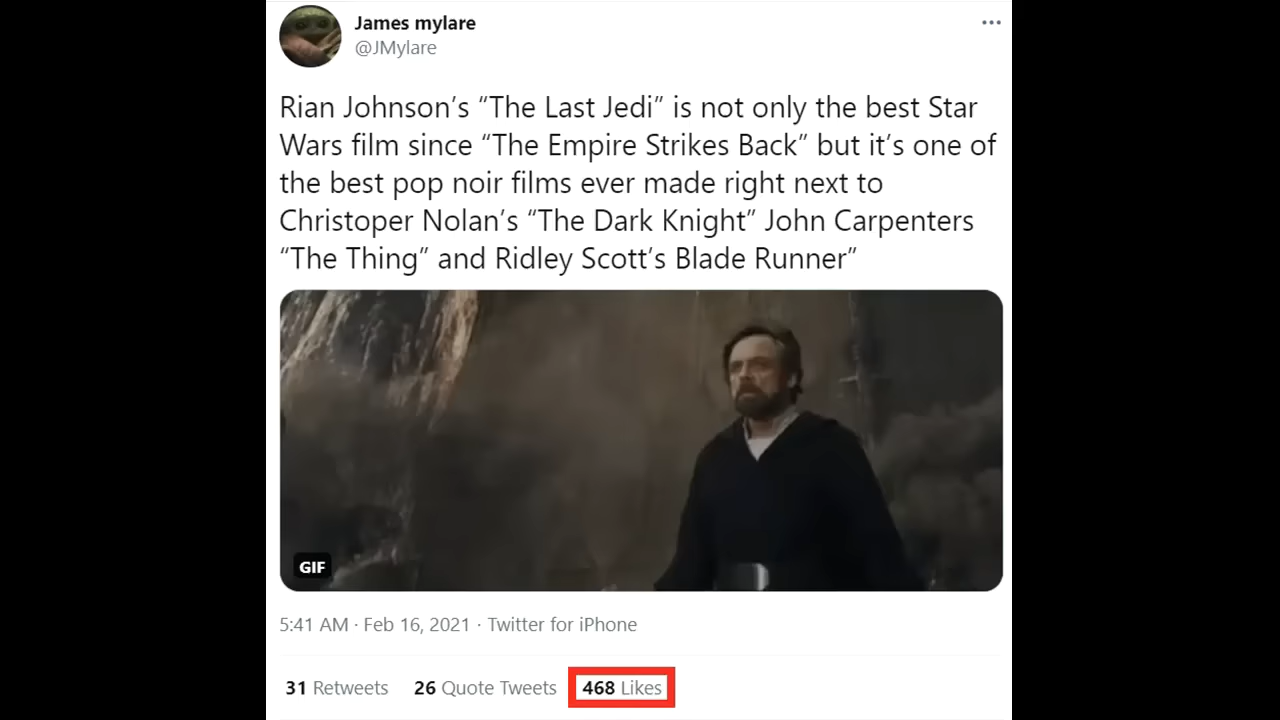 James mylare
@JMylare
Rian Johnson’s “The Last Jedi” is not only the best Star
Wars film since “The Empire Strikes Back” but it’s one of
the best pop noir films ever made right next to
Christoper Nolan’s “The Dark Knight” John Carpenters
“The Thing” and Ridley Scott’s Blade Runner”
GIF
5:41 AM · Feb 16, 2021 · Twitter for iPhone
31 Retweets 26 Quote Tweets 468 Likes